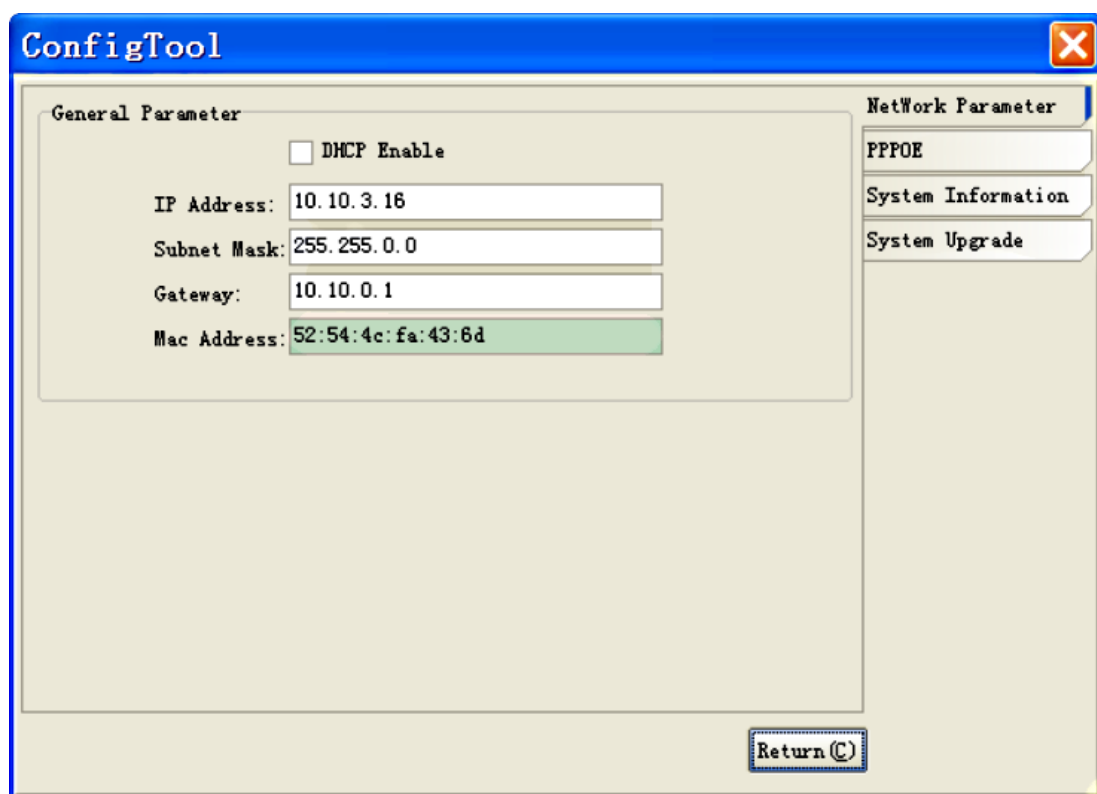 ConfigTool
General Parameter
DHCP Enable
IP Address: 10.10.3.16
Subnet Mask: 255.255.0.0
Gateway: 10.10.0.1
Mac Address: 52:54:4c:fa:43:6d
NetWork Parameter
PPPOE
System Information
System Upgrade
Return(C)